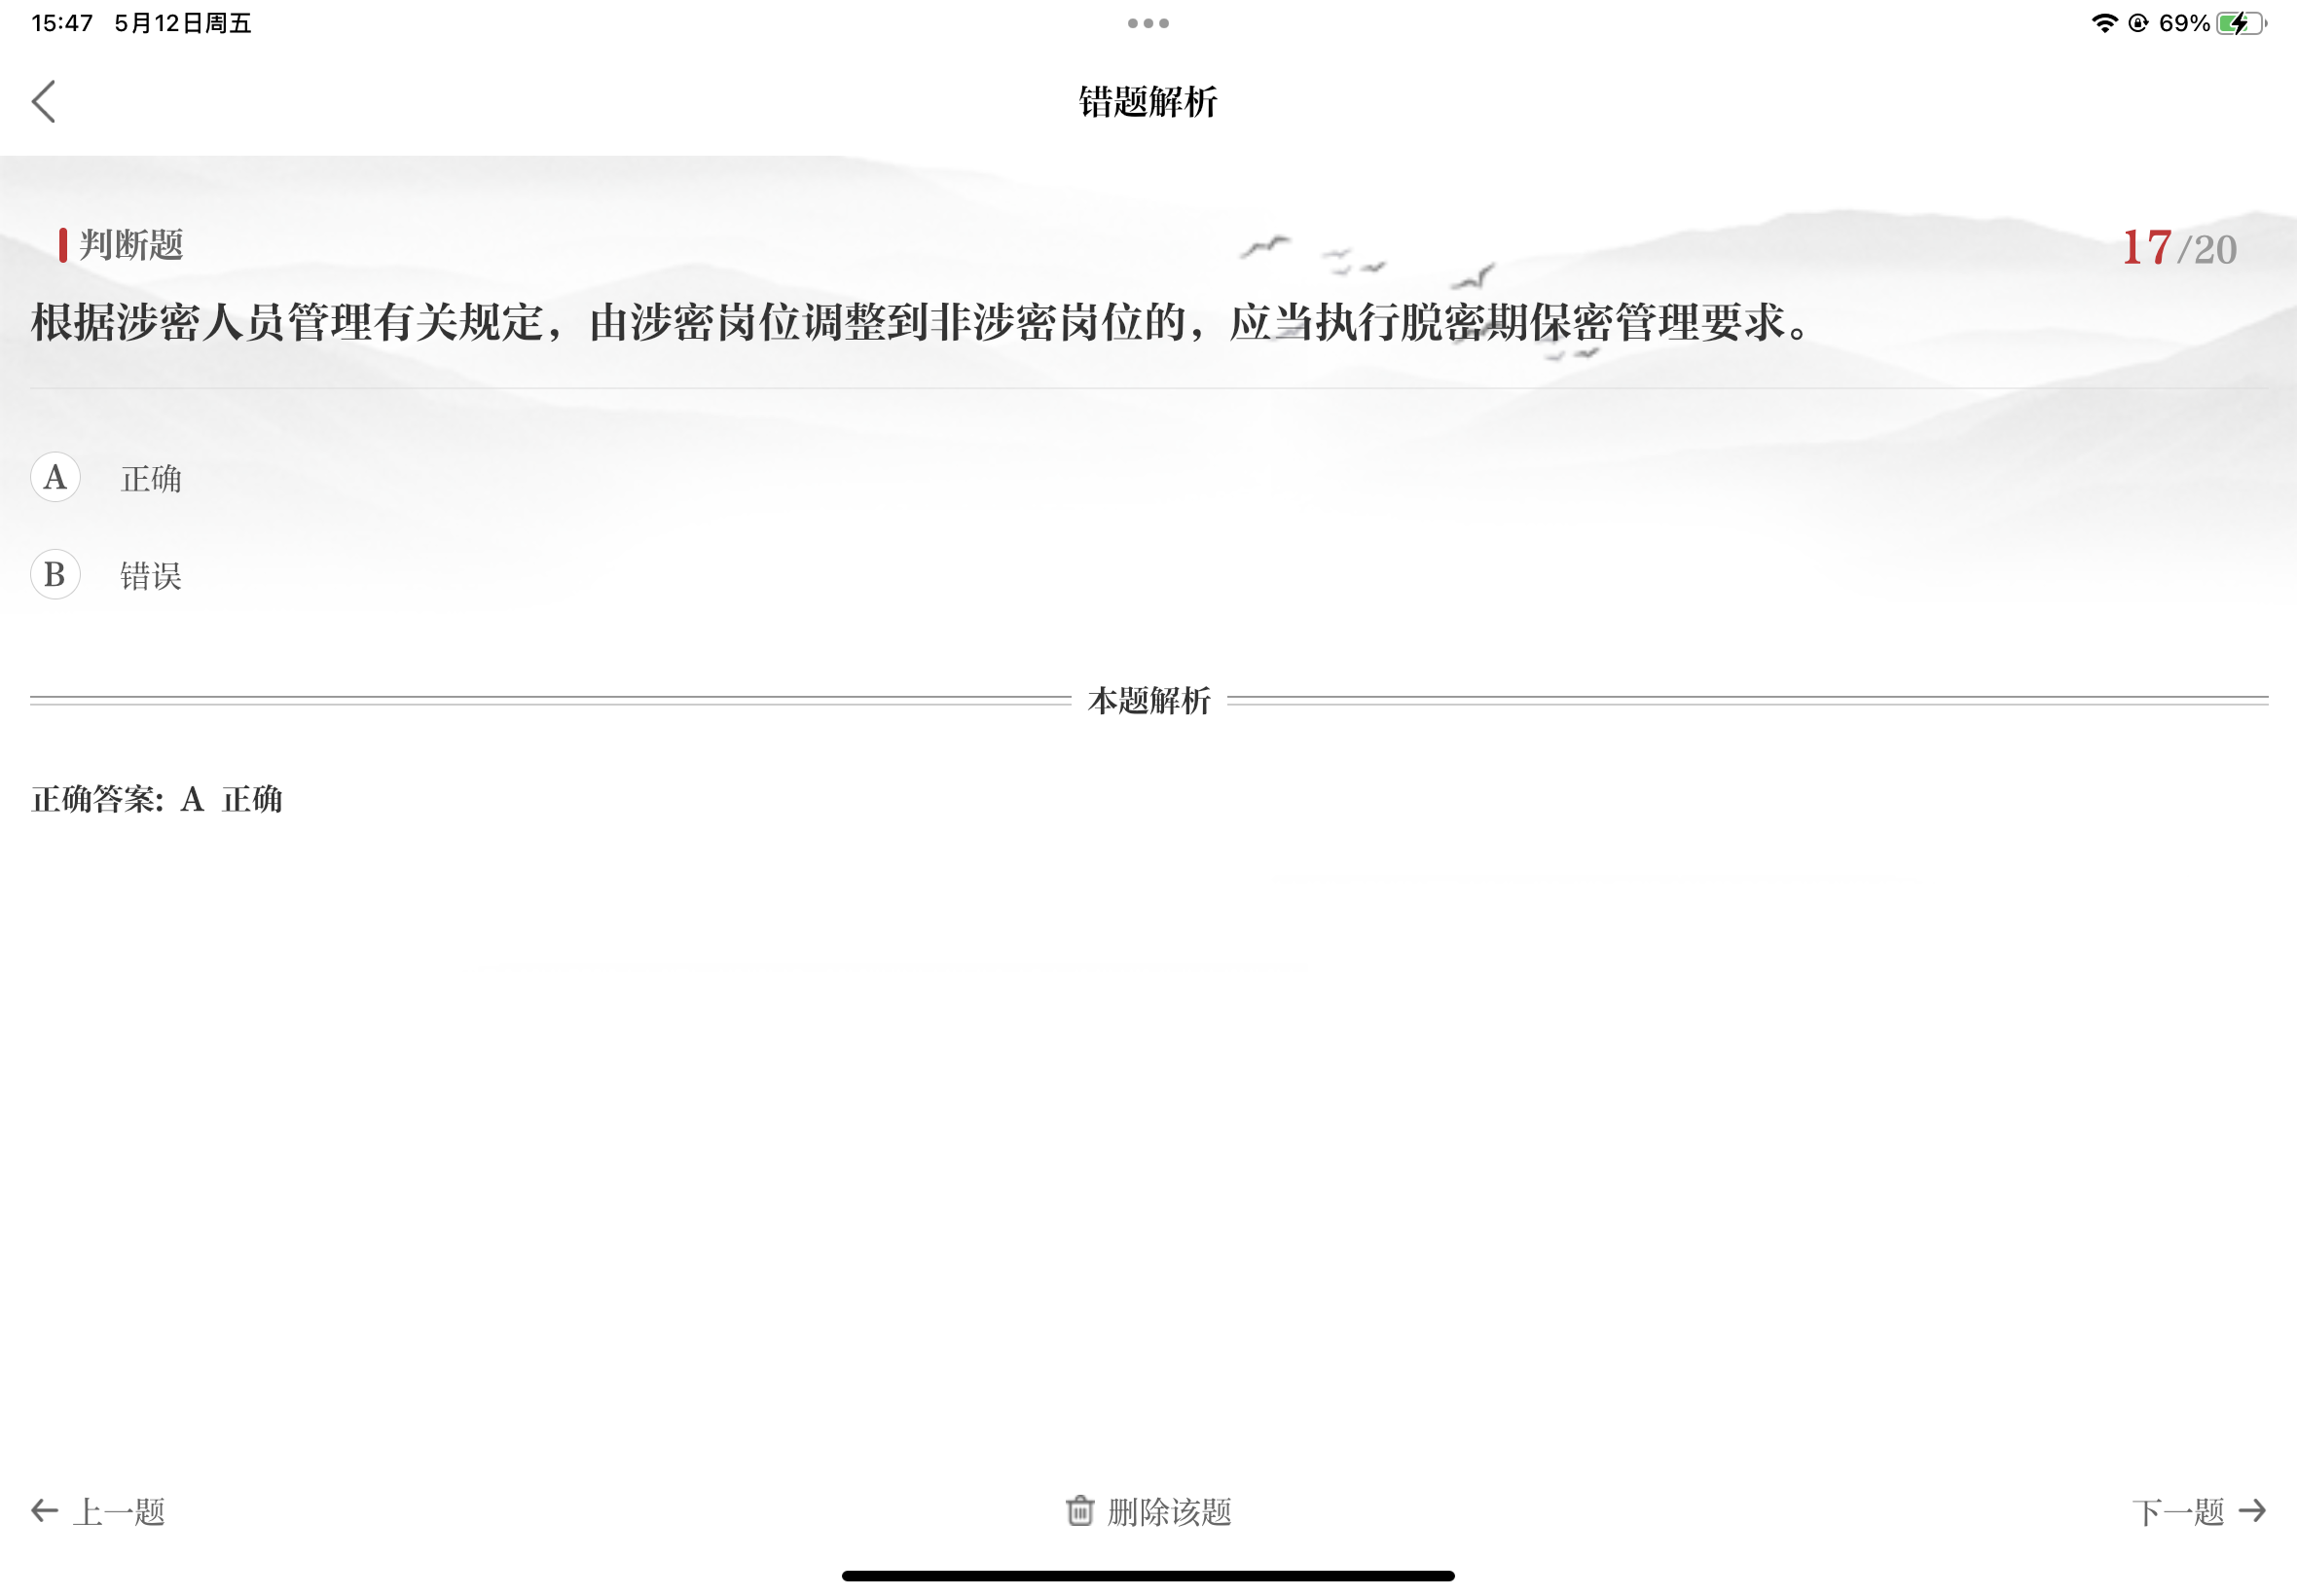 15:47 5月12日周五
69%
错题解析
判断题
17/20
根据涉密人员管理有关规定，由涉密岗位调整到非涉密岗位的，应当执行脱密期保密管理要求。
A 正确
B 错误
本题解析
正确答案: A 正确
上一题
删除该题
下一题